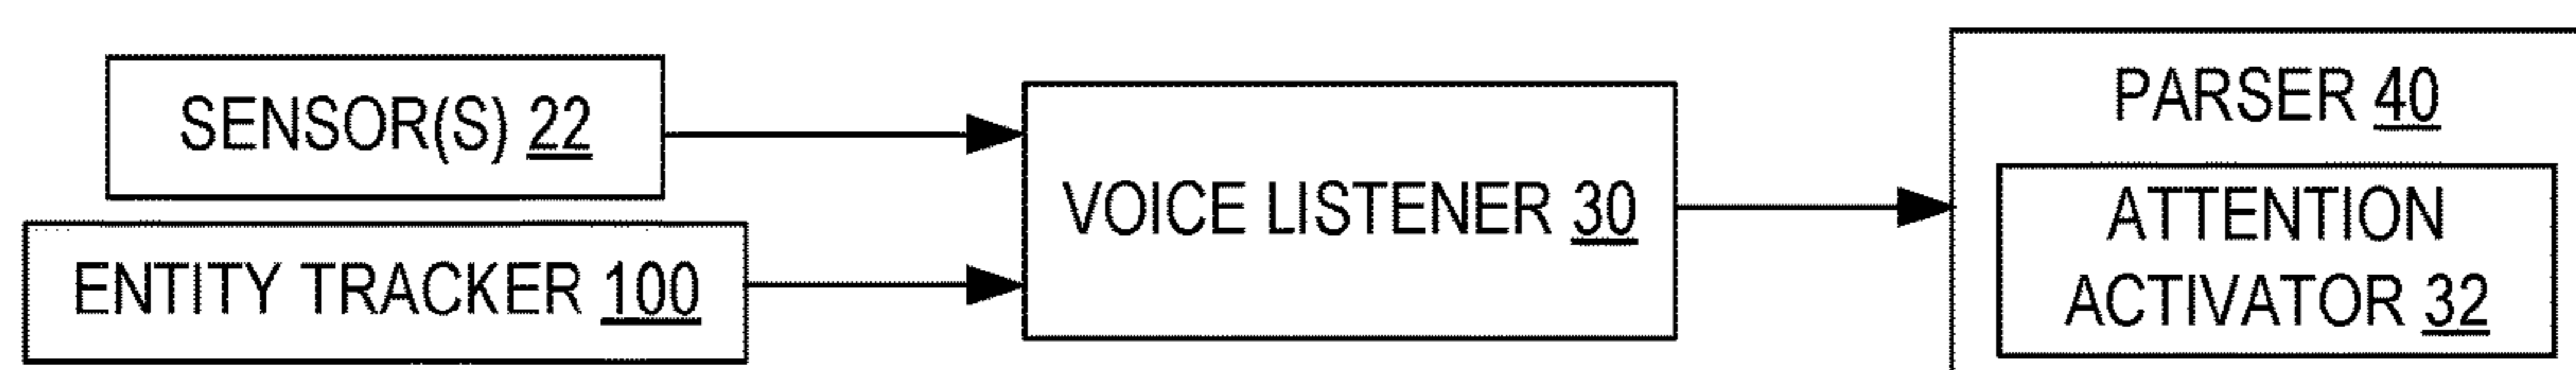 SENSOR(S) 22
ENTITY TRACKER 100
VOICE LISTENER 30
PARSER 40
ATTENTION
ACTIVATOR 32